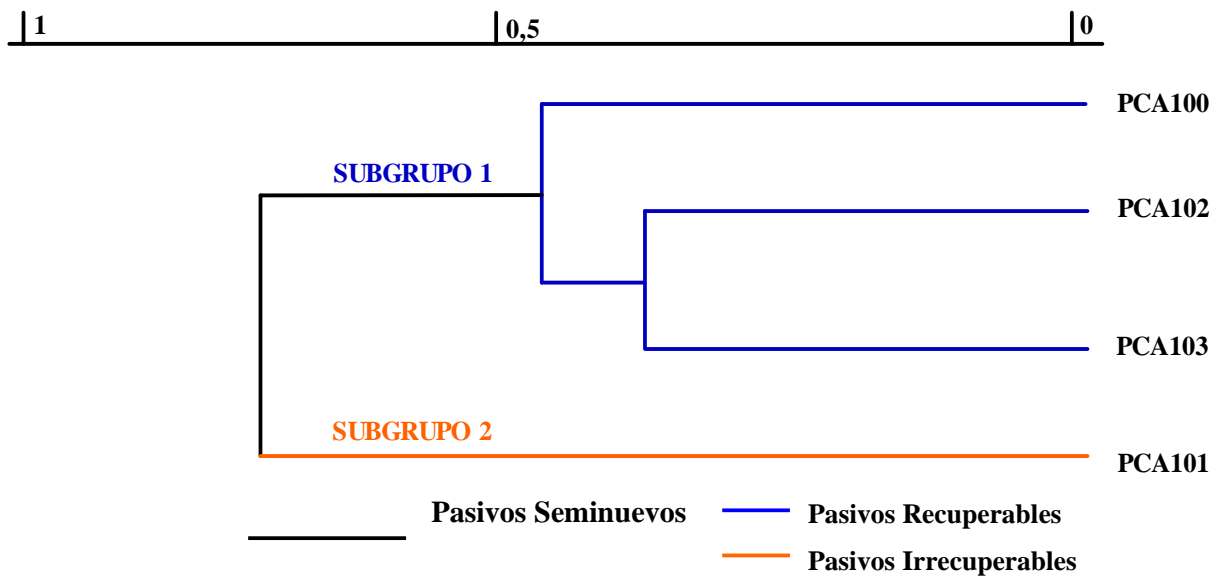 1
0,5
0
PCA100
SUBGRUPO 1
PCA102
PCA103
SUBGRUPO 2
PCA101
Pasivos Seminuevos
Pasivos Recuperables
Pasivos Irrecuperables